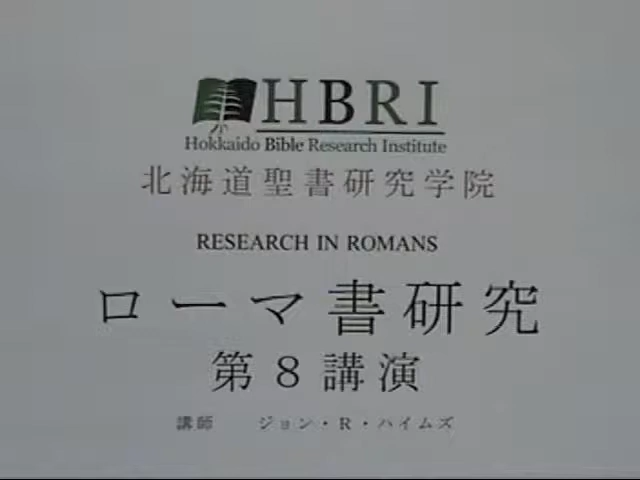 HBRI
Hokkaido Bible Research Institute
北海道聖書研究学院
RESEARCH IN ROMANS
ローマ書研究
第８講演
講師　ジョン・Ｒ・ハイムズ